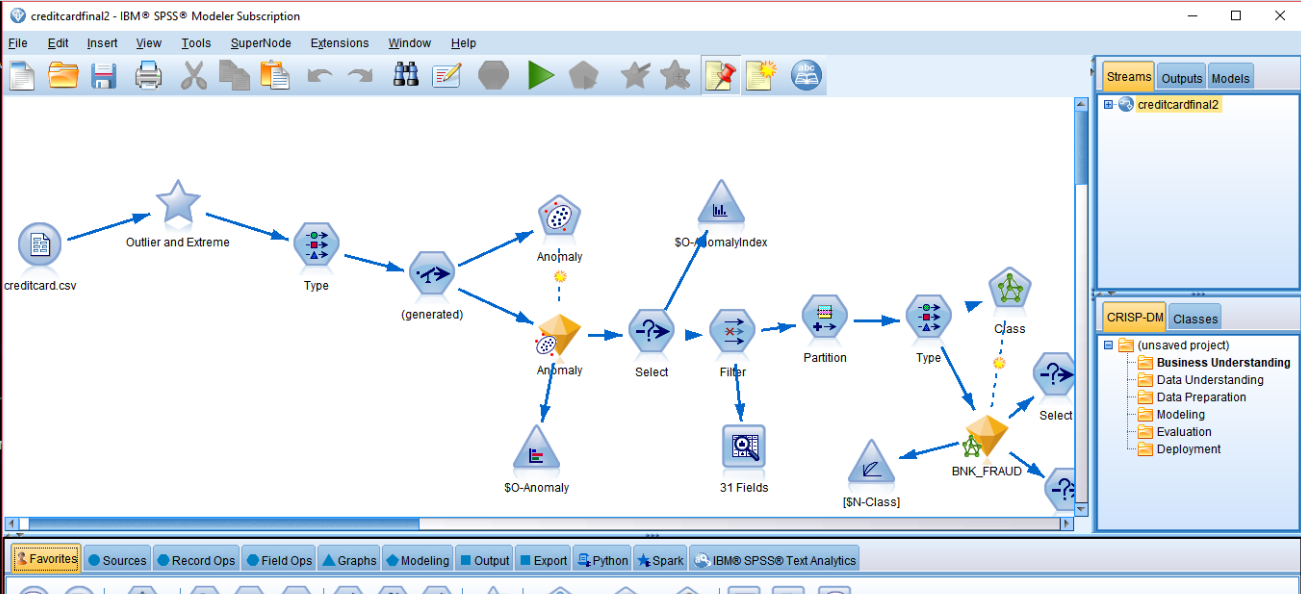 creditcardfinal2 - IBM® SPSS® Modeler Subscription
File Edit Insert View Tools SuperNode Extensions Window Help
abc
Streams Outputs Models
creditcardfinal2
Outlier and Extreme
creditcard.csv
Type
(generated)
Anomaly
Anomaly
$O-Anomaly
Select
$O-AnomalyIndex
Filter
31 Fields
Partition
Type
Class
BNK_FRAUD
[$N-Class]
Select
CRISP-DM Classes
(unsaved project)
Business Understanding
Data Understanding
Data Preparation
Modeling
Evaluation
Deployment
Favorites Sources Record Ops Field Ops Graphs Modeling Output Export Python Spark IBM® SPSS® Text Analytics